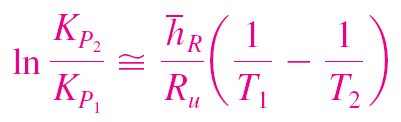 ln K_{P_2}/K_{P_1} ≅ h̄_R/R_u (1/T_1 − 1/T_2)